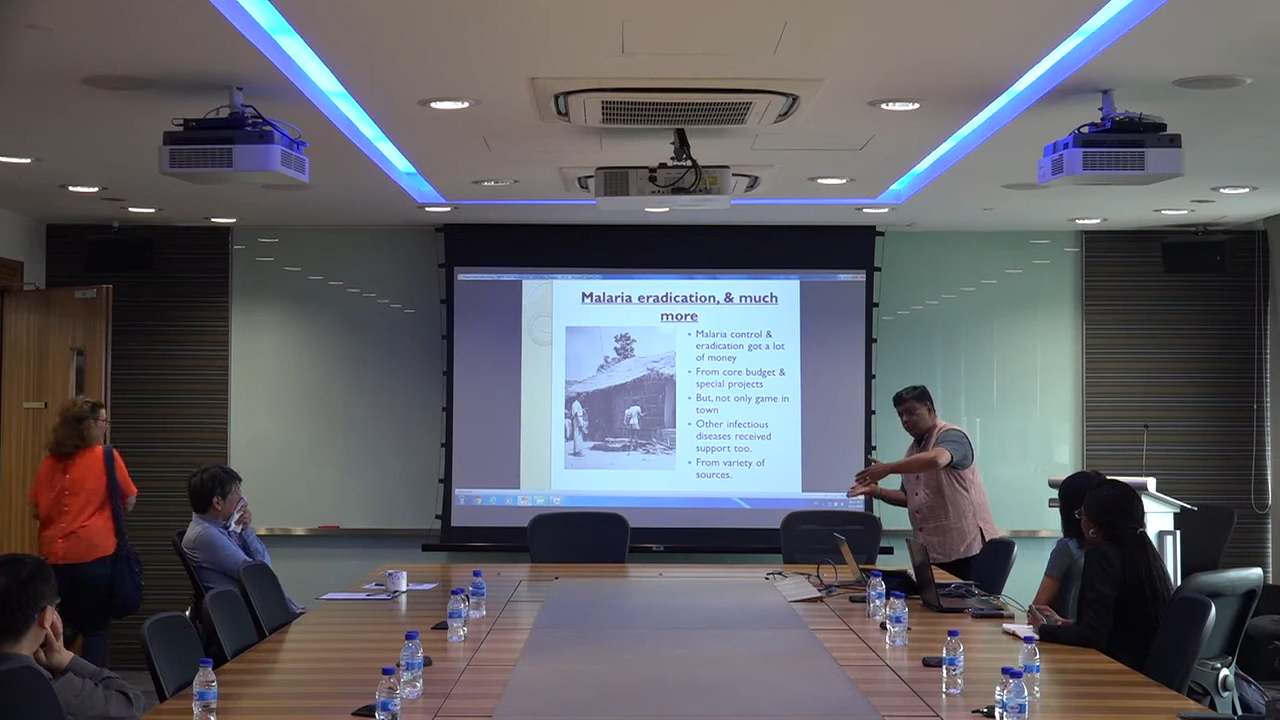 Malaria eradication, & much
more
• Malaria control &
eradication got a lot
of money
• From core budget &
special projects
• But, not only game in
town
• Other infectious
diseases received
support too.
• From variety of
sources.